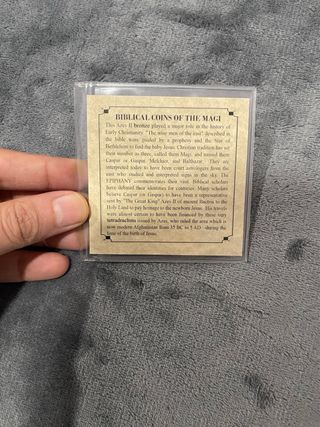 BIBLICAL COINS OF THE MAGI
This Azes II bronze played a major role in the history of
Early Christianity. "The wise men of the east" described in
the bible were guided by a prophecy and the Star of
Bethlehem to find the baby Jesus. Christian tradition has set
their number as three, called them Magi, and named them
Caspar or Gaspar, Melchior, and Balthazar. They are
interpreted today to have been court astrologers from the
east who studied and interpreted signs in the sky. The
EPIPHANY commemorates their visit. Biblical scholars
have debated their identities for centuries. Many scholars
believe Caspar (or Gaspar) to have been a representative
sent by "The Great King" Azes II of ancient Bactria to the
Holy Land to pay homage to the newborn Jesus. His travels
were almost certain to have been financed by these very
tetradrachms issued by Azes, who ruled the area which is
now modern Afghanistan from 35 BC to 5 AD - during the
time of the birth of Jesus.